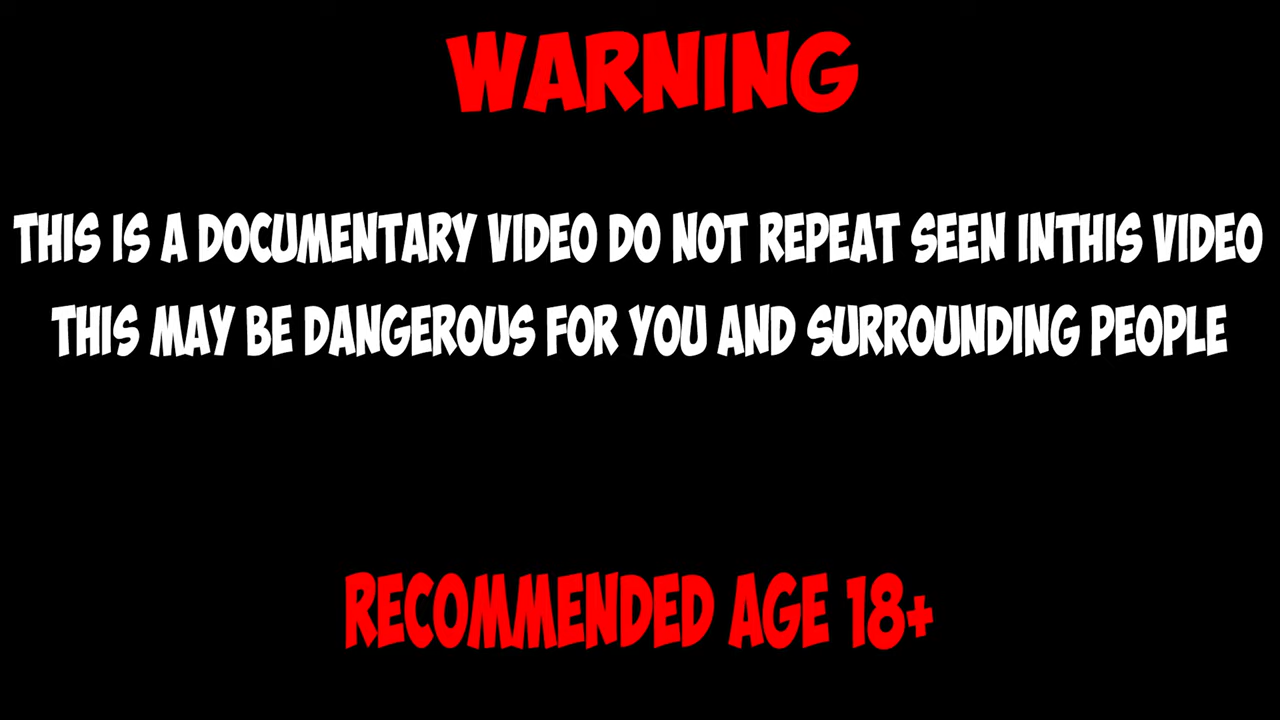 WARNING
THIS IS A DOCUMENTARY VIDEO DO NOT REPEAT SEEN INTHIS VIDEO
THIS MAY BE DANGEROUS FOR YOU AND SURROUNDING PEOPLE
RECOMMENDED AGE 18+